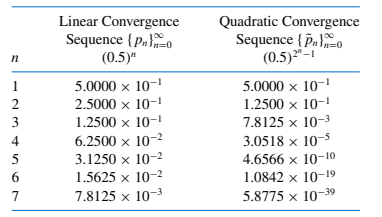 Linear Convergence Quadratic Convergence
Sequence {pₙ}∞ₙ₌₀ Sequence {p̃ₙ}∞ₙ₌₀
n (0.5)ⁿ (0.5)²ⁿ−¹
1 5.0000 × 10⁻¹ 5.0000 × 10⁻¹
2 2.5000 × 10⁻¹ 1.2500 × 10⁻¹
3 1.2500 × 10⁻¹ 7.8125 × 10⁻³
4 6.2500 × 10⁻² 3.0518 × 10⁻⁵
5 3.1250 × 10⁻² 4.6566 × 10⁻¹⁰
6 1.5625 × 10⁻² 1.0842 × 10⁻¹⁹
7 7.8125 × 10⁻³ 5.8775 × 10⁻³⁹